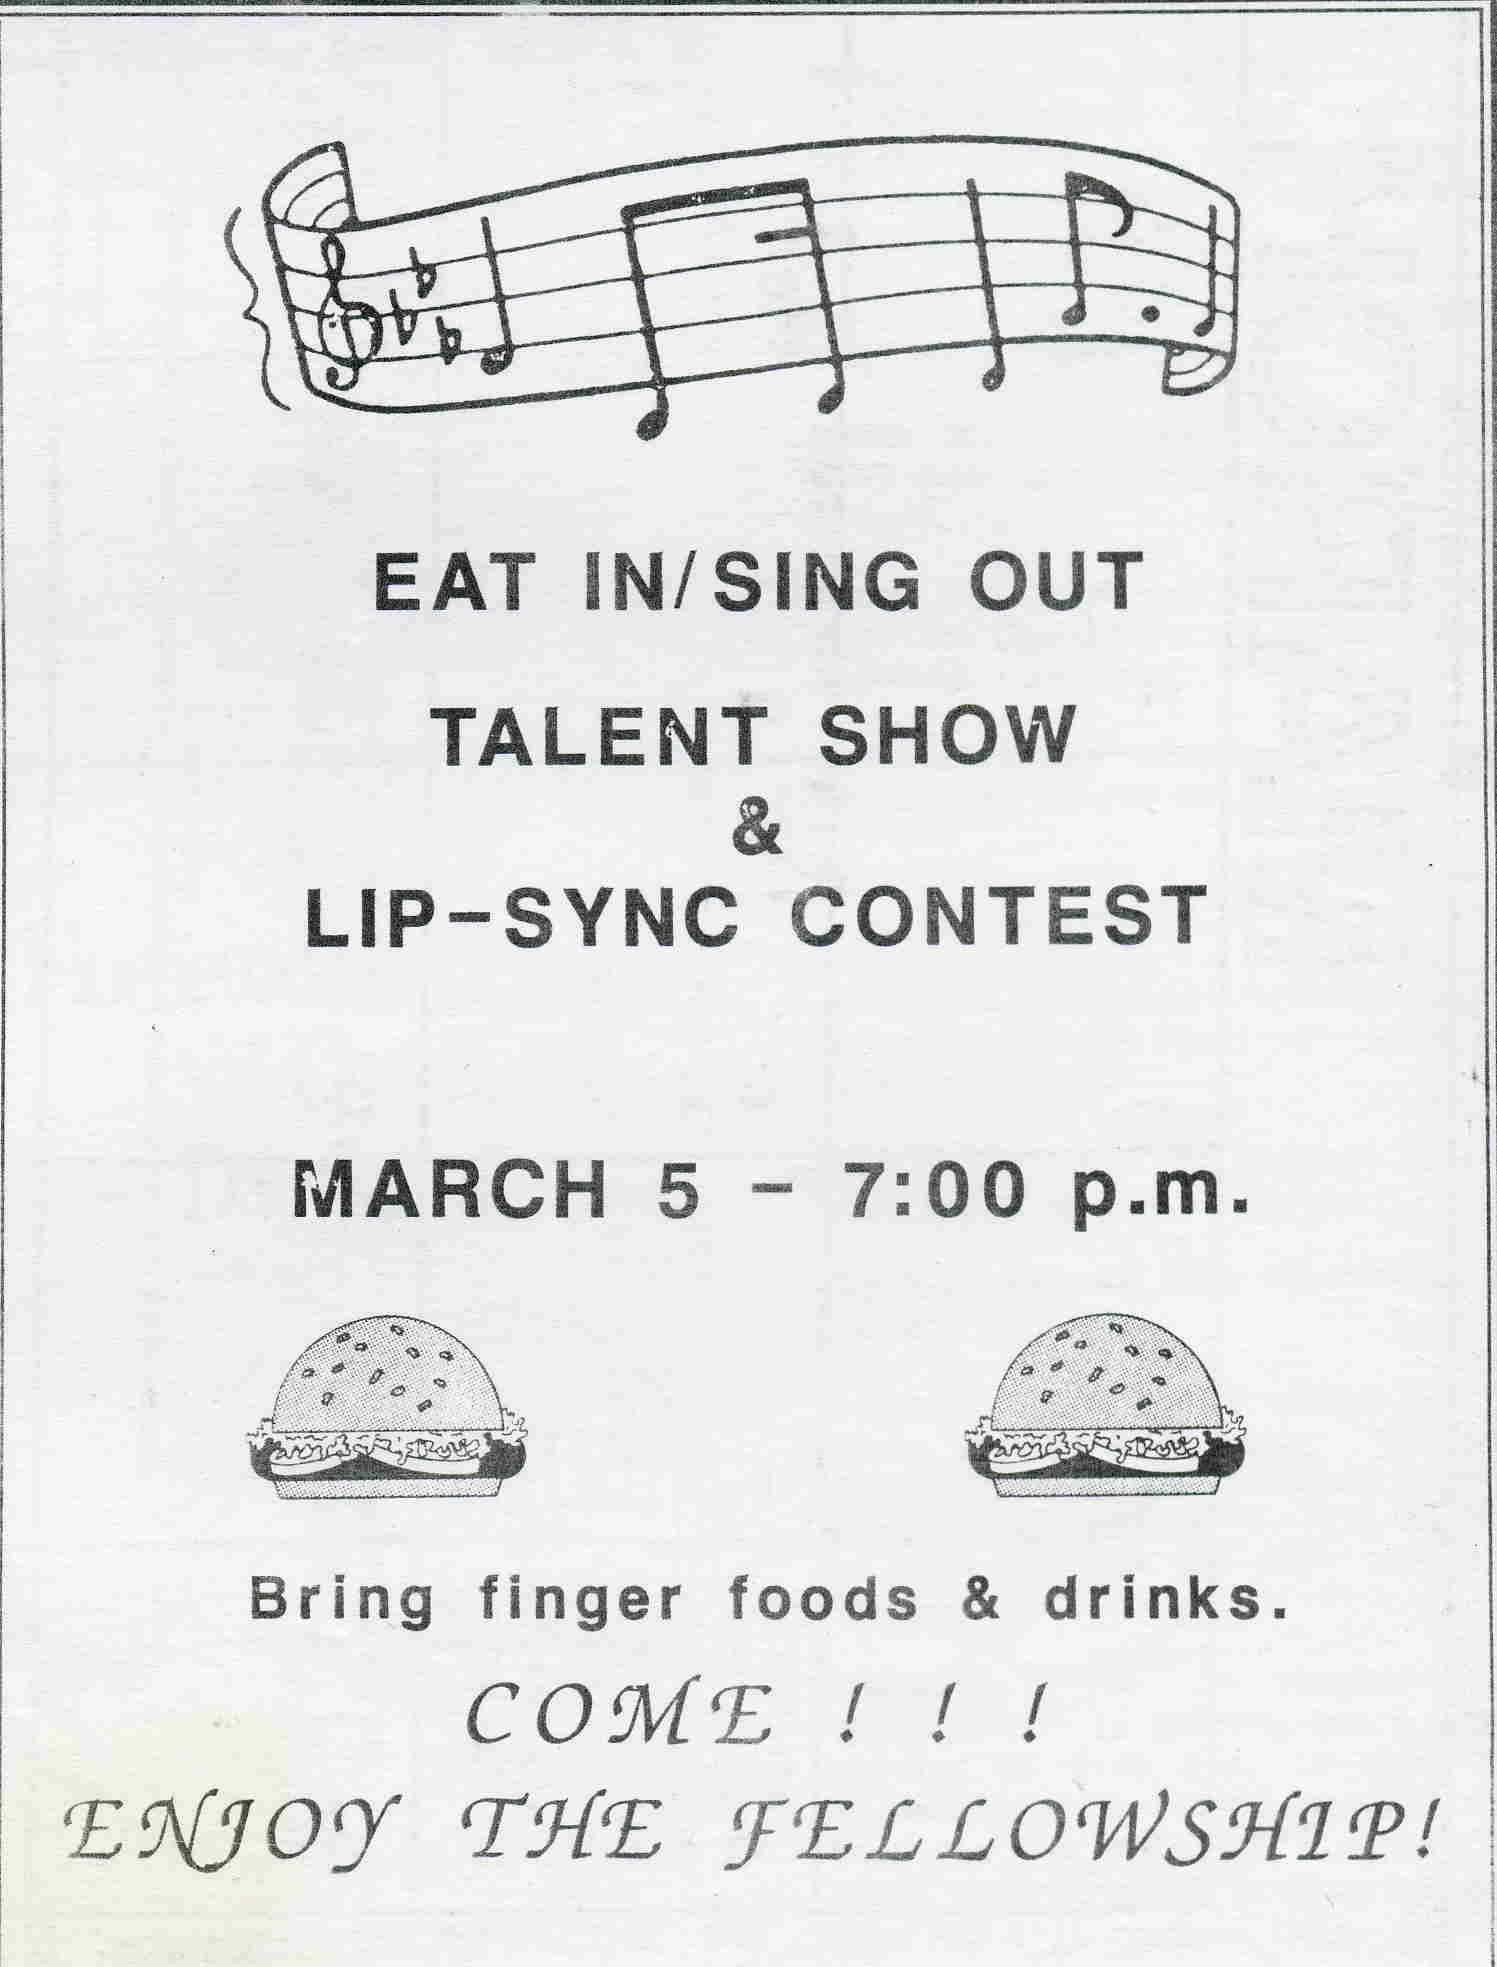 EAT IN/SING OUT
TALENT SHOW
&
LIP-SYNC CONTEST
MARCH 5 - 7:00 p.m.
Bring finger foods & drinks.
COME ! ! !
ENJOY THE FELLOWSHIP!